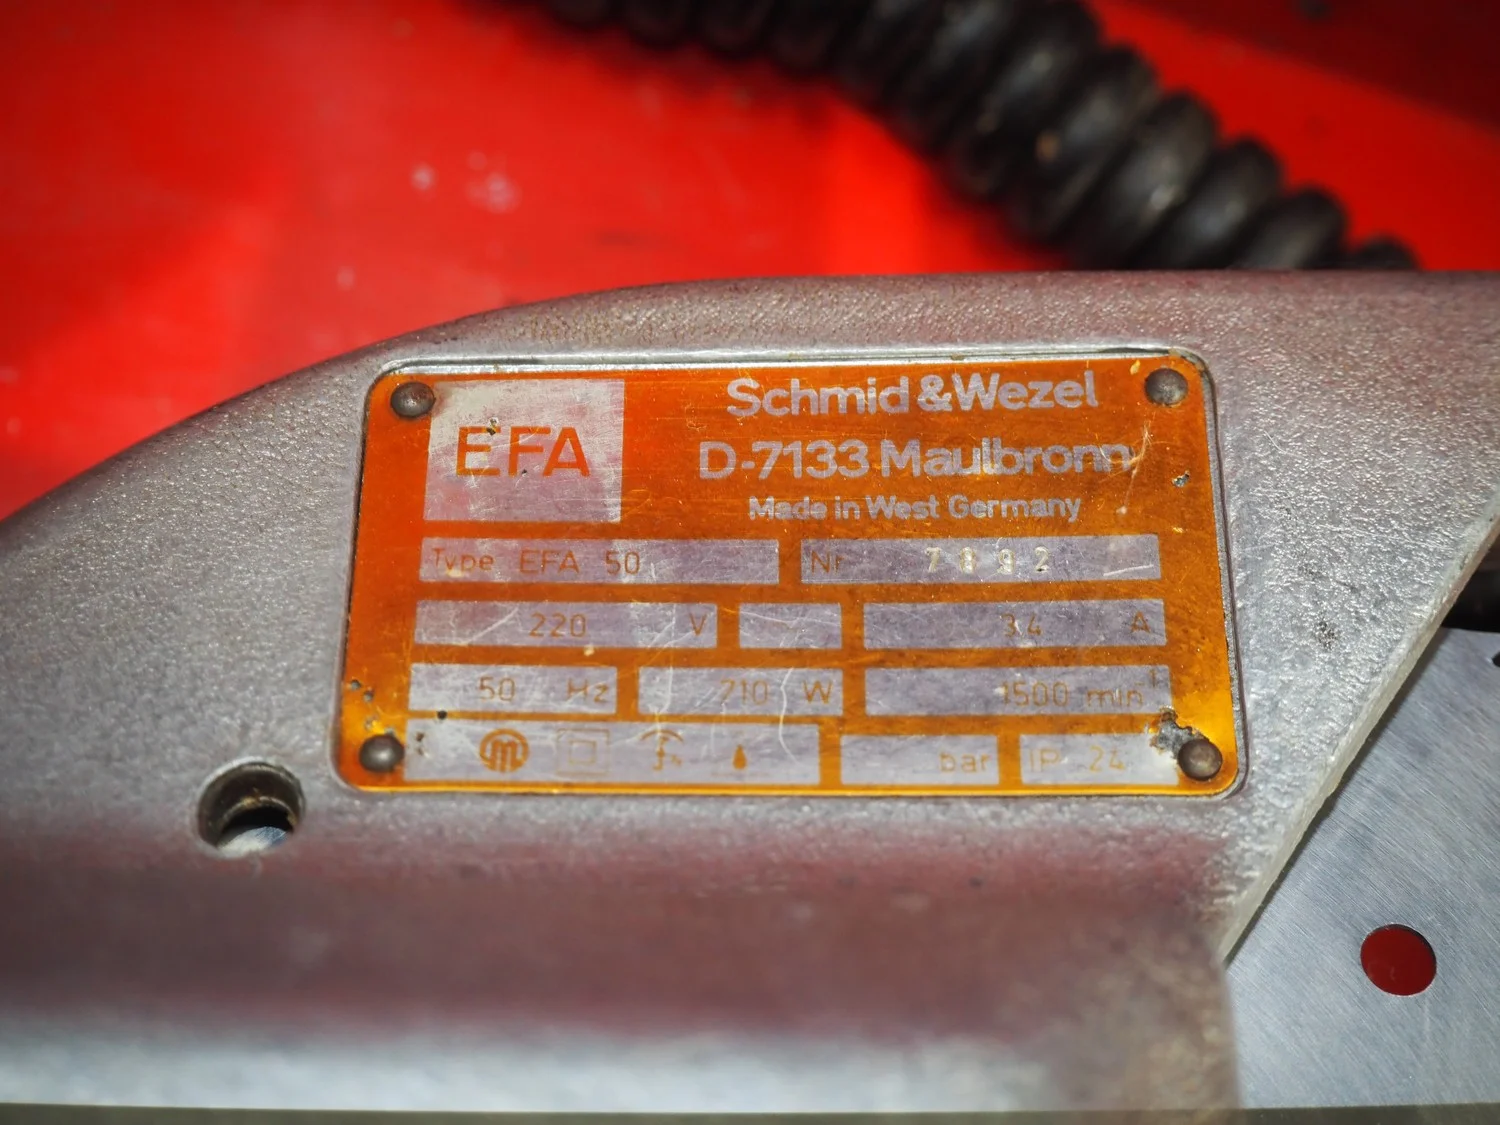 EFA
Schmid & Wezel
D-7133 Maulbronn
Made in West Germany
Type EFA 50
Nr 7892
220 V
3.4 A
50 Hz
710 W
1500 min⁻¹
bar
IP 24